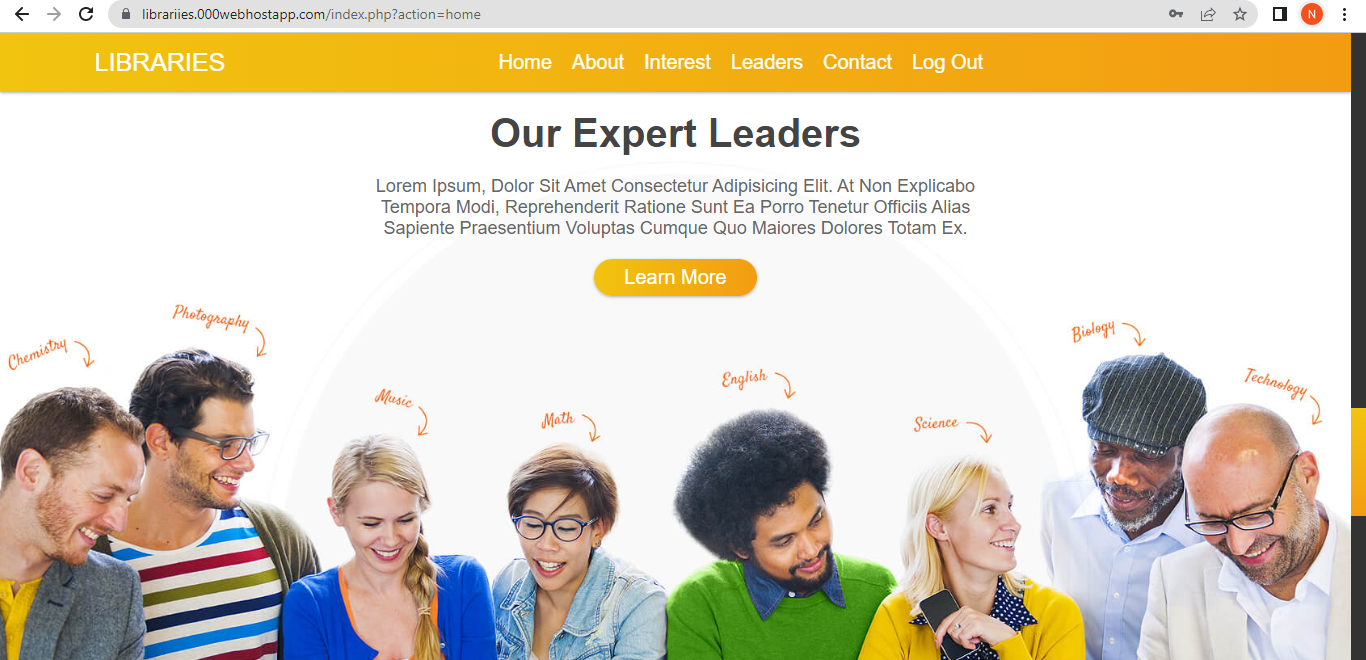 librariies.000webhostapp.com/index.php?action=home
N
LIBRARIES
Home About Interest Leaders Contact Log Out
Our Expert Leaders
Lorem Ipsum, Dolor Sit Amet Consectetur Adipisicing Elit. At Non Explicabo
Tempora Modi, Reprehenderit Ratione Sunt Ea Porro Tenetur Officiis Alias
Sapiente Praesentium Voluptas Cumque Quo Maiores Dolores Totam Ex.
Learn More
Chemistry
Photography
Music
Math
English
Science
Biology
Technology